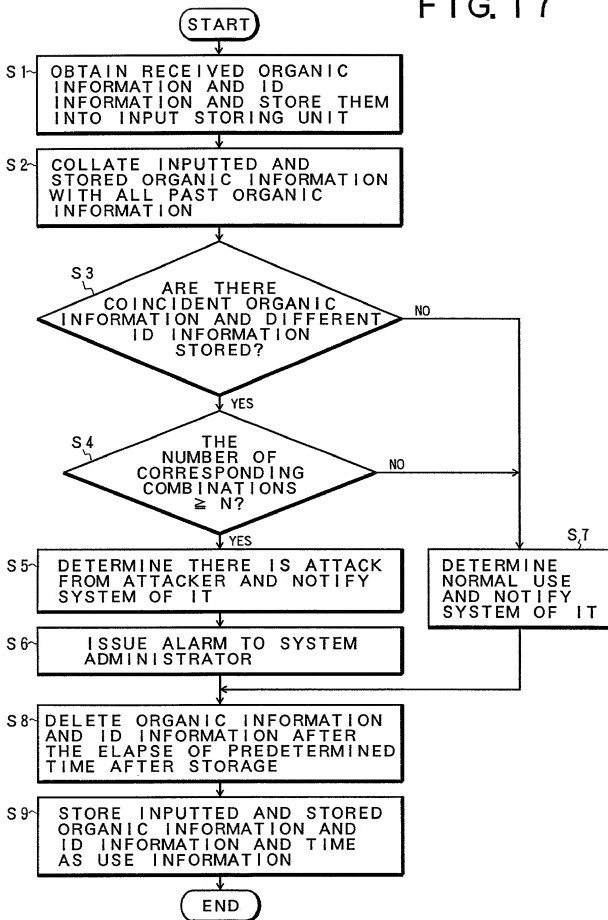 FIG. 17
START
S1
OBTAIN RECEIVED ORGANIC
INFORMATION AND ID
INFORMATION AND STORE THEM
INTO INPUT STORING UNIT
S2
COLLATE INPUTTED AND
STORED ORGANIC INFORMATION
WITH ALL PAST ORGANIC
INFORMATION
S3
ARE THERE
COINCIDENT ORGANIC
INFORMATION AND DIFFERENT
ID INFORMATION
STORED?
NO
YES
S4
THE
NUMBER OF
CORRESPONDING
COMBINATIONS
≧ N?
NO
YES
S5
DETERMINE THERE IS ATTACK
FROM ATTACKER AND NOTIFY
SYSTEM OF IT
S7
DETERMINE
NORMAL USE
AND NOTIFY
SYSTEM OF IT
S6
ISSUE ALARM TO SYSTEM
ADMINISTRATOR
S8
DELETE ORGANIC INFORMATION
AND ID INFORMATION AFTER
THE ELAPSE OF PREDETERMINED
TIME AFTER STORAGE
S9
STORE INPUTTED AND STORED
ORGANIC INFORMATION AND
ID INFORMATION AND TIME
AS USE INFORMATION
END